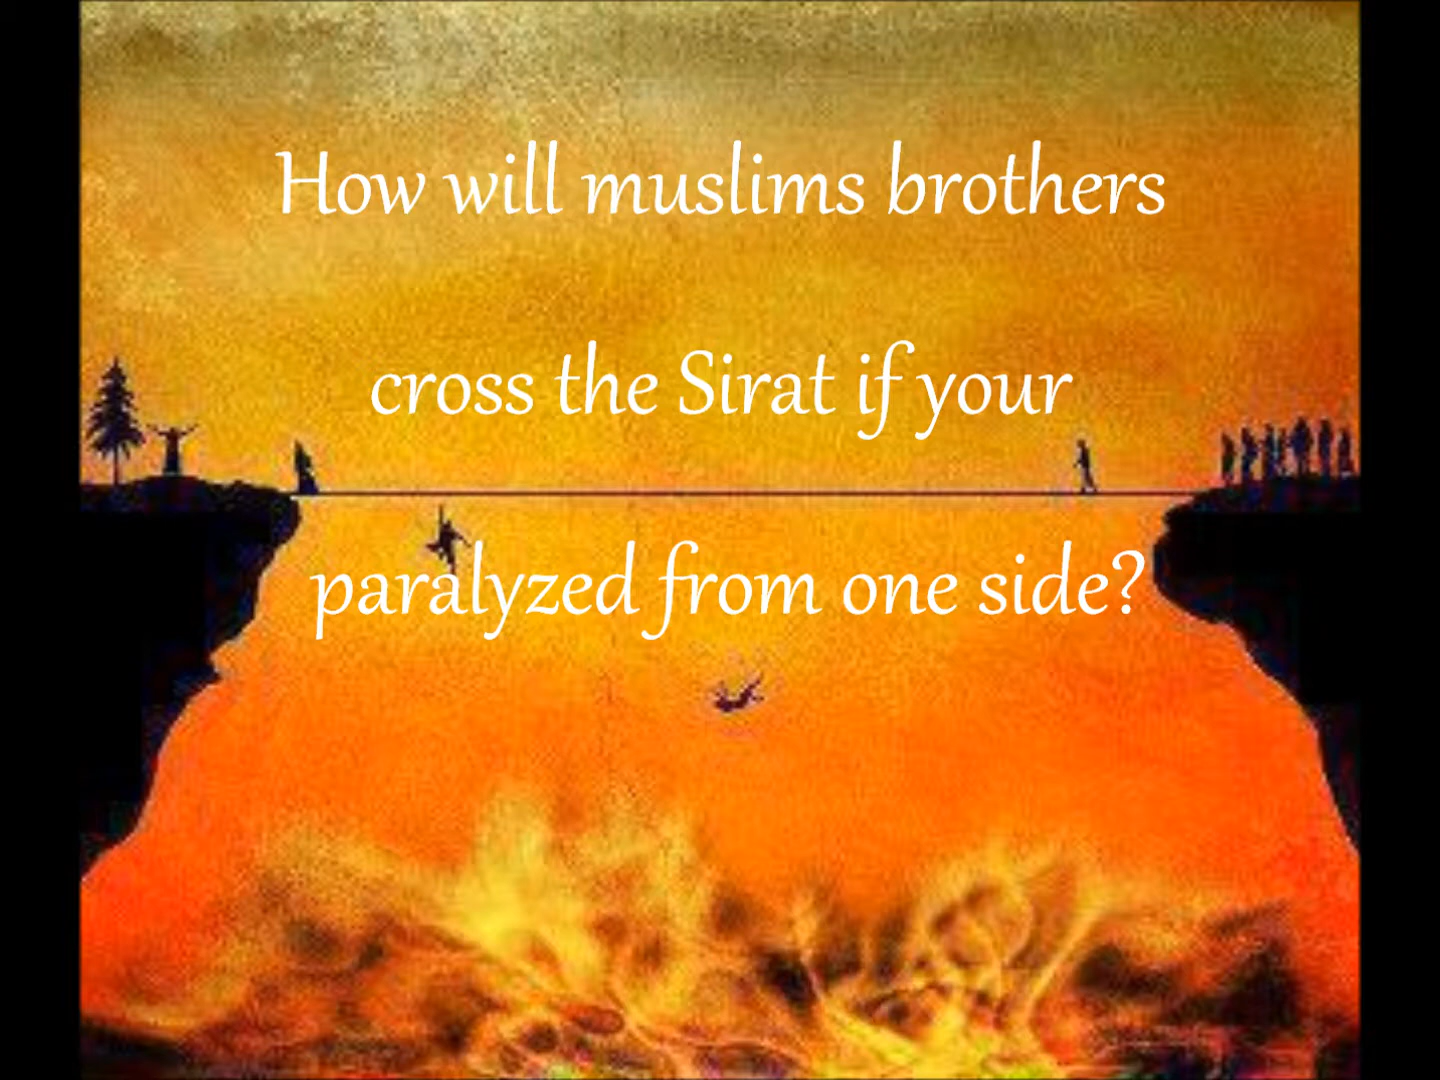 How will muslims brothers
cross the Sirat if your
paralyzed from one side?